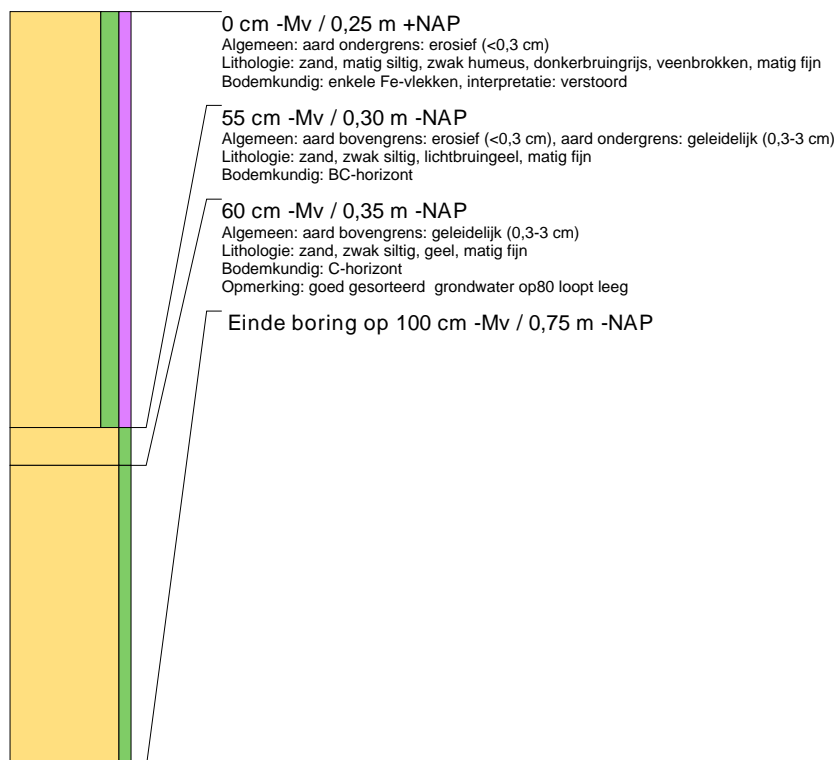 0 cm -Mv / 0,25 m +NAP
Algemeen: aard ondergrens: erosief (<0,3 cm)
Lithologie: zand, matig siltig, zwak humeus, donkerbruingrijs, veenbrokken, matig fijn
Bodemkundig: enkele Fe-vlekken, interpretatie: verstoord
55 cm -Mv / 0,30 m -NAP
Algemeen: aard bovengrens: erosief (<0,3 cm), aard ondergrens: geleidelijk (0,3-3 cm)
Lithologie: zand, zwak siltig, lichtbruingeel, matig fijn
Bodemkundig: BC-horizont
60 cm -Mv / 0,35 m -NAP
Algemeen: aard bovengrens: geleidelijk (0,3-3 cm)
Lithologie: zand, zwak siltig, geel, matig fijn
Bodemkundig: C-horizont
Opmerking: goed gesorteerd  grondwater op80 loopt leeg
Einde boring op 100 cm -Mv / 0,75 m -NAP